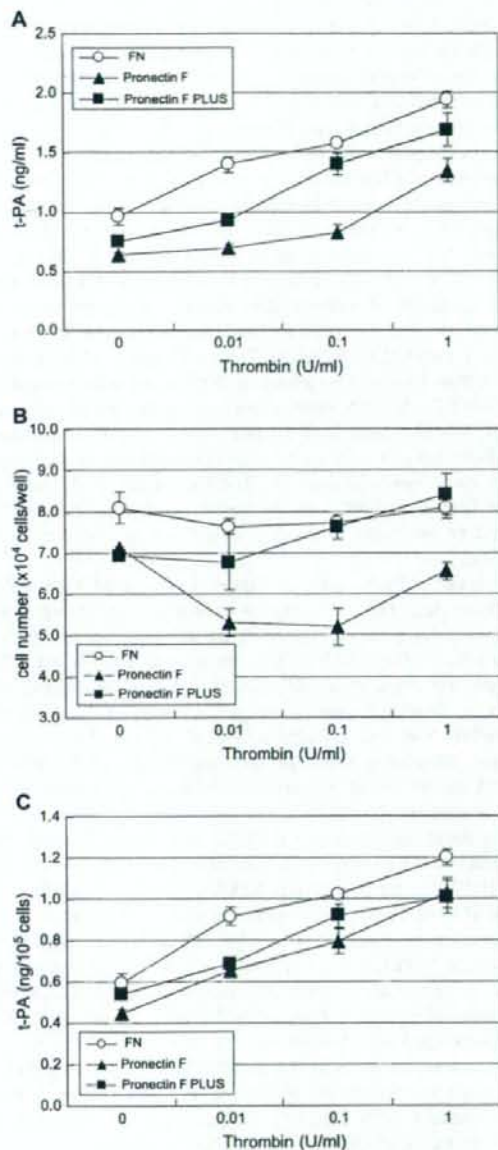 A
2.5
2.0
1.5
1.0
0.5
0.0
t-PA (ng/ml)
FN
Pronectin F
Pronectin F PLUS
0 0.01 0.1 1
Thrombin (U/ml)
B
10.0
9.0
8.0
7.0
6.0
5.0
4.0
3.0
cell number (x10⁴ cells/well)
FN
Pronectin F
Pronectin F PLUS
0 0.01 0.1 1
Thrombin (U/ml)
C
1.4
1.2
1.0
0.8
0.6
0.4
0.2
0.0
t-PA (ng/10⁵ cells)
FN
Pronectin F
Pronectin F PLUS
0 0.01 0.1 1
Thrombin (U/ml)